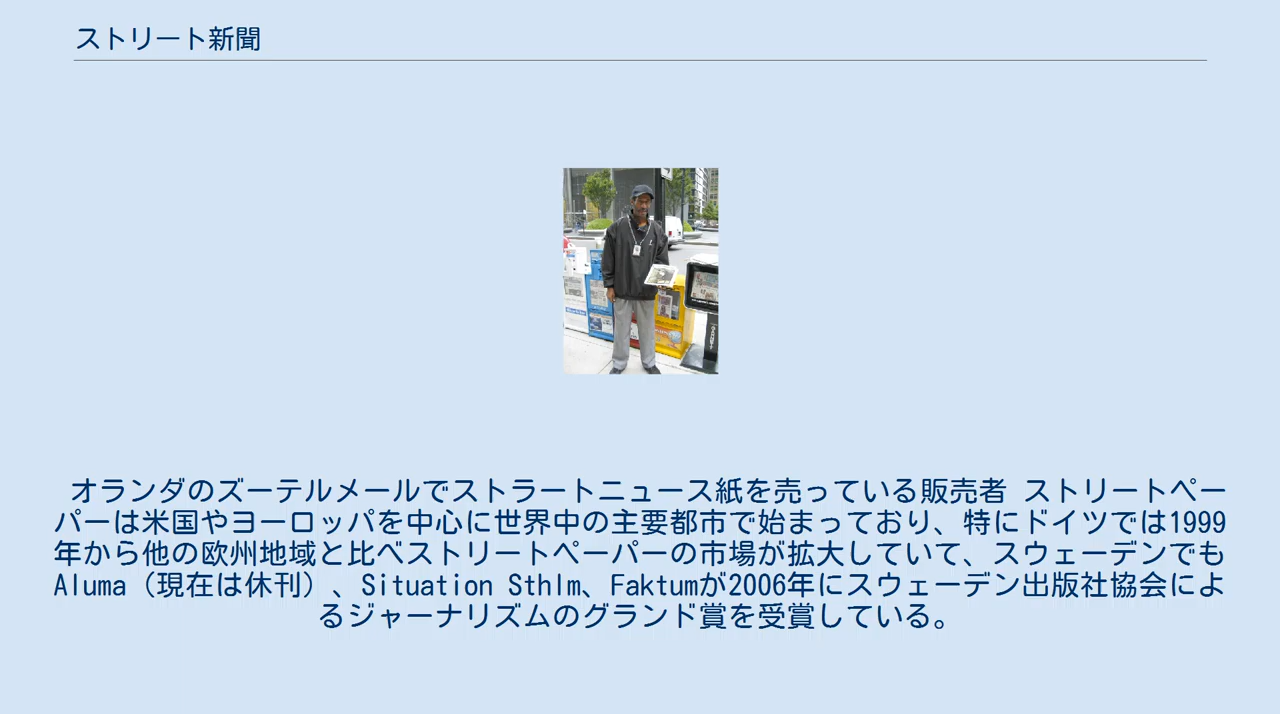 ストリート新聞
オランダのズーテルメールでストラートニュース紙を売っている販売者 ストリートペー
パーは米国やヨーロッパを中心に世界中の主要都市で始まっており、特にドイツでは1999
年から他の欧州地域と比べストリートペーパーの市場が拡大していて、スウェーデンでも
Aluma（現在は休刊）、Situation Sthlm、Faktumが2006年にスウェーデン出版社協会によ
るジャーナリズムのグランド賞を受賞している。